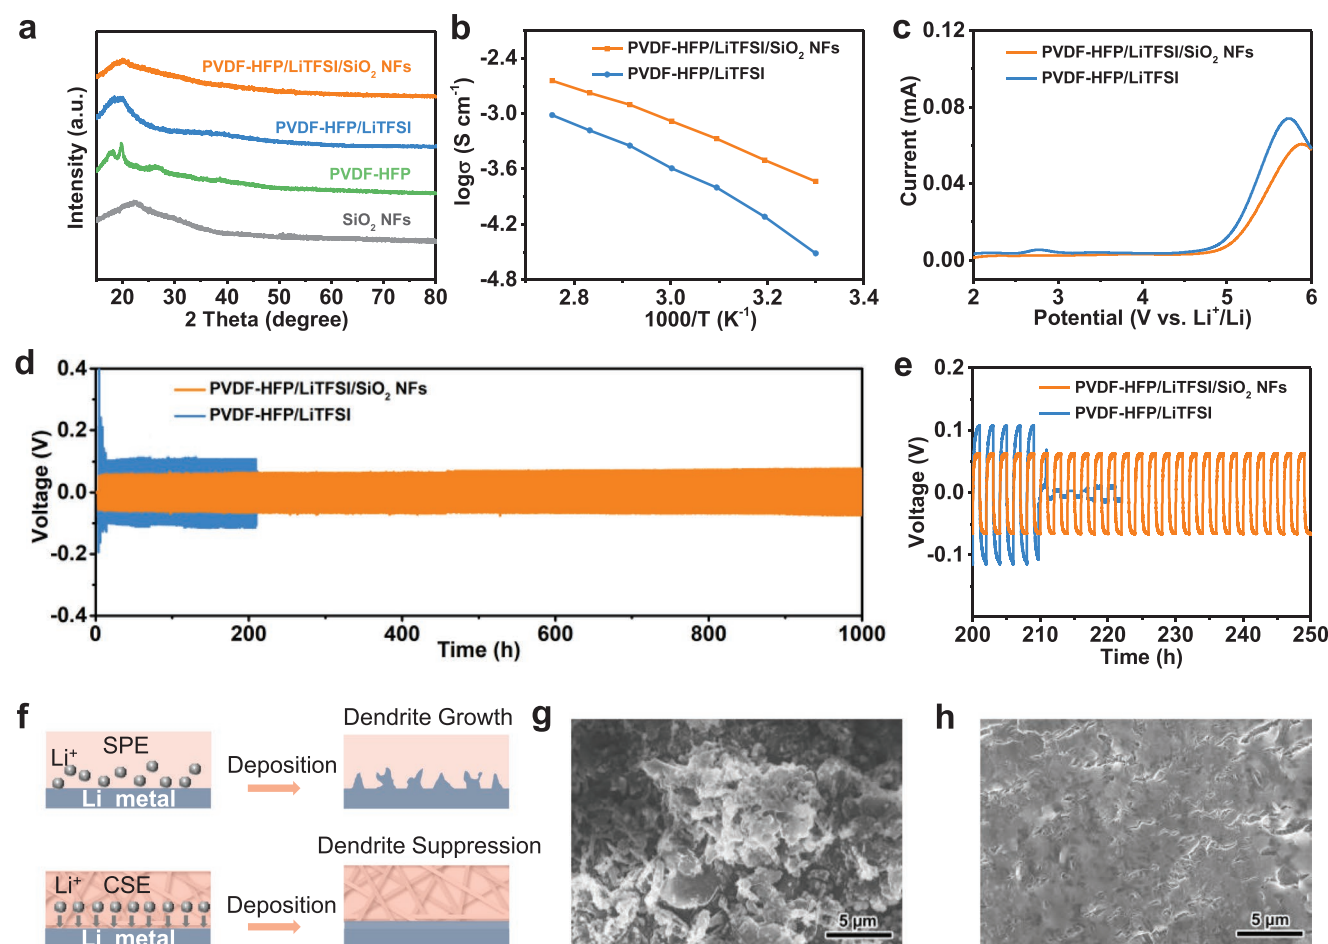 a
PVDF-HFP/LiTFSI/SiO₂ NFs
PVDF-HFP/LiTFSI
PVDF-HFP
SiO₂ NFs
Intensity (a.u.)
20 30 40 50 60 70 80
2 Theta (degree)
b
PVDF-HFP/LiTFSI/SiO₂ NFs
PVDF-HFP/LiTFSI
-2.4
-3.0
-3.6
-4.2
-4.8
logσ (S cm⁻¹)
2.8 3.0 3.2 3.4
1000/T (K⁻¹)
c
PVDF-HFP/LiTFSI/SiO₂ NFs
PVDF-HFP/LiTFSI
0.12
0.08
0.04
0.00
Current (mA)
2 3 4 5 6
Potential (V vs. Li⁺/Li)
d
PVDF-HFP/LiTFSI/SiO₂ NFs
PVDF-HFP/LiTFSI
0.4
0.2
0.0
-0.2
-0.4
Voltage (V)
0 200 400 600 800 1000
Time (h)
e
PVDF-HFP/LiTFSI/SiO₂ NFs
PVDF-HFP/LiTFSI
0.2
0.1
0.0
-0.1
Voltage (V)
200 210 220 230 240 250
Time (h)
f
SPE
Li⁺
Li metal
Deposition
Dendrite Growth
Li⁺ CSE
Li metal
Deposition
Dendrite Suppression
g
5 μm
h
5 μm